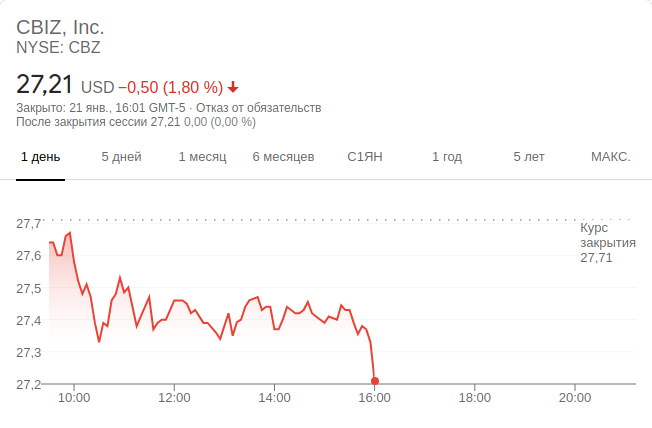 CBIZ, Inc.
NYSE: CBZ
27,21 USD −0,50 (1,80 %)
Закрыто: 21 янв., 16:01 GMT-5 · Отказ от обязательств
После закрытия сессии 27,21 0,00 (0,00 %)
1 день 5 дней 1 месяц 6 месяцев С1ЯН 1 год 5 лет МАКС.
27,7
27,6
27,5
27,4
27,3
27,2
Курс
закрытия
27,71
10:00 12:00 14:00 16:00 18:00 20:00